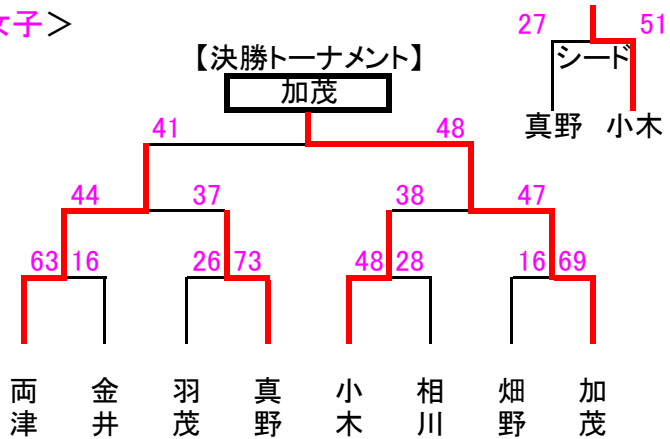 女子＞
27 51
【決勝トーナメント】
シード
加茂
真野 小木
41 48
44 37 38 47
63 16 26 73 48 28 16 69
両津 金井 羽茂 真野 小木 相川 畑野 加茂